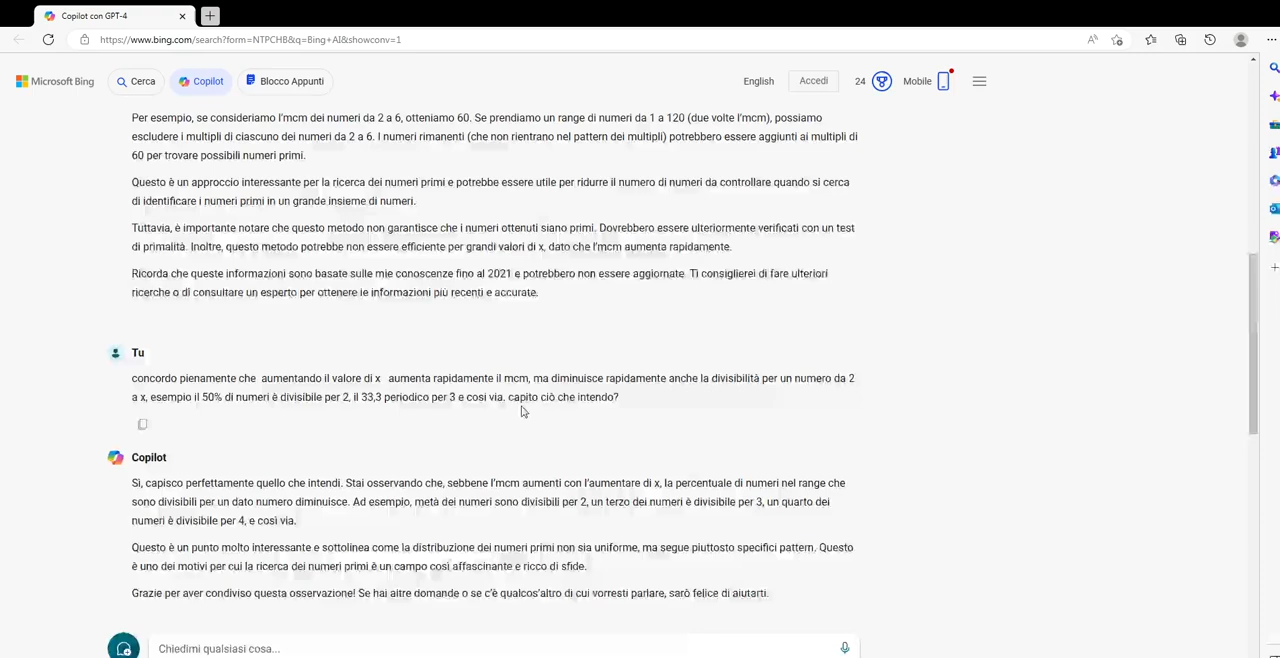 Copilot con GPT-4
https://www.bing.com/search?form=NTPCHB&q=Bing+AI&showconv=1
Microsoft Bing Cerca Copilot Blocco Appunti English Accedi 24 Mobile
Per esempio, se consideriamo l'mcm dei numeri da 2 a 6, otteniamo 60. Se prendiamo un range di numeri da 1 a 120 (due volte l'mcm), possiamo
escludere i multipli di ciascuno dei numeri da 2 a 6. I numeri rimanenti (che non rientrano nel pattern dei multipli) potrebbero essere aggiunti ai multipli di
60 per trovare possibili numeri primi.
Questo è un approccio interessante per la ricerca dei numeri primi e potrebbe essere utile per ridurre il numero di numeri da controllare quando si cerca
di identificare i numeri primi in un grande insieme di numeri.
Tuttavia, è importante notare che questo metodo non garantisce che i numeri ottenuti siano primi. Dovrebbero essere ulteriormente verificati con un test
di primalità. Inoltre, questo metodo potrebbe non essere efficiente per grandi valori di x, dato che l'mcm aumenta rapidamente.
Ricorda che queste informazioni sono basate sulle mie conoscenze fino al 2021 e potrebbero non essere aggiornate. Ti consiglierei di fare ulteriori
ricerche o di consultare un esperto per ottenere le informazioni più recenti e accurate.
Tu
concordo pienamente che aumentando il valore di x aumenta rapidamente il mcm, ma diminuisce rapidamente anche la divisibilità per un numero da 2
a x, esempio il 50% di numeri è divisibile per 2, il 33,3 periodico per 3 e cosi via. capito ciò che intendo?
Copilot
Sì, capisco perfettamente quello che intendi. Stai osservando che, sebbene l'mcm aumenti con l'aumentare di x, la percentuale di numeri nel range che
sono divisibili per un dato numero diminuisce. Ad esempio, metà dei numeri sono divisibili per 2, un terzo dei numeri è divisibile per 3, un quarto dei
numeri è divisibile per 4, e così via.
Questo è un punto molto interessante e sottolinea come la distribuzione dei numeri primi non sia uniforme, ma segue piuttosto specifici pattern. Questo
è uno dei motivi per cui la ricerca dei numeri primi è un campo così affascinante e ricco di sfide.
Grazie per aver condiviso questa osservazione! Se hai altre domande o se c'è qualcos'altro di cui vorresti parlare, sarò felice di aiutarti.
Chiedimi qualsiasi cosa...